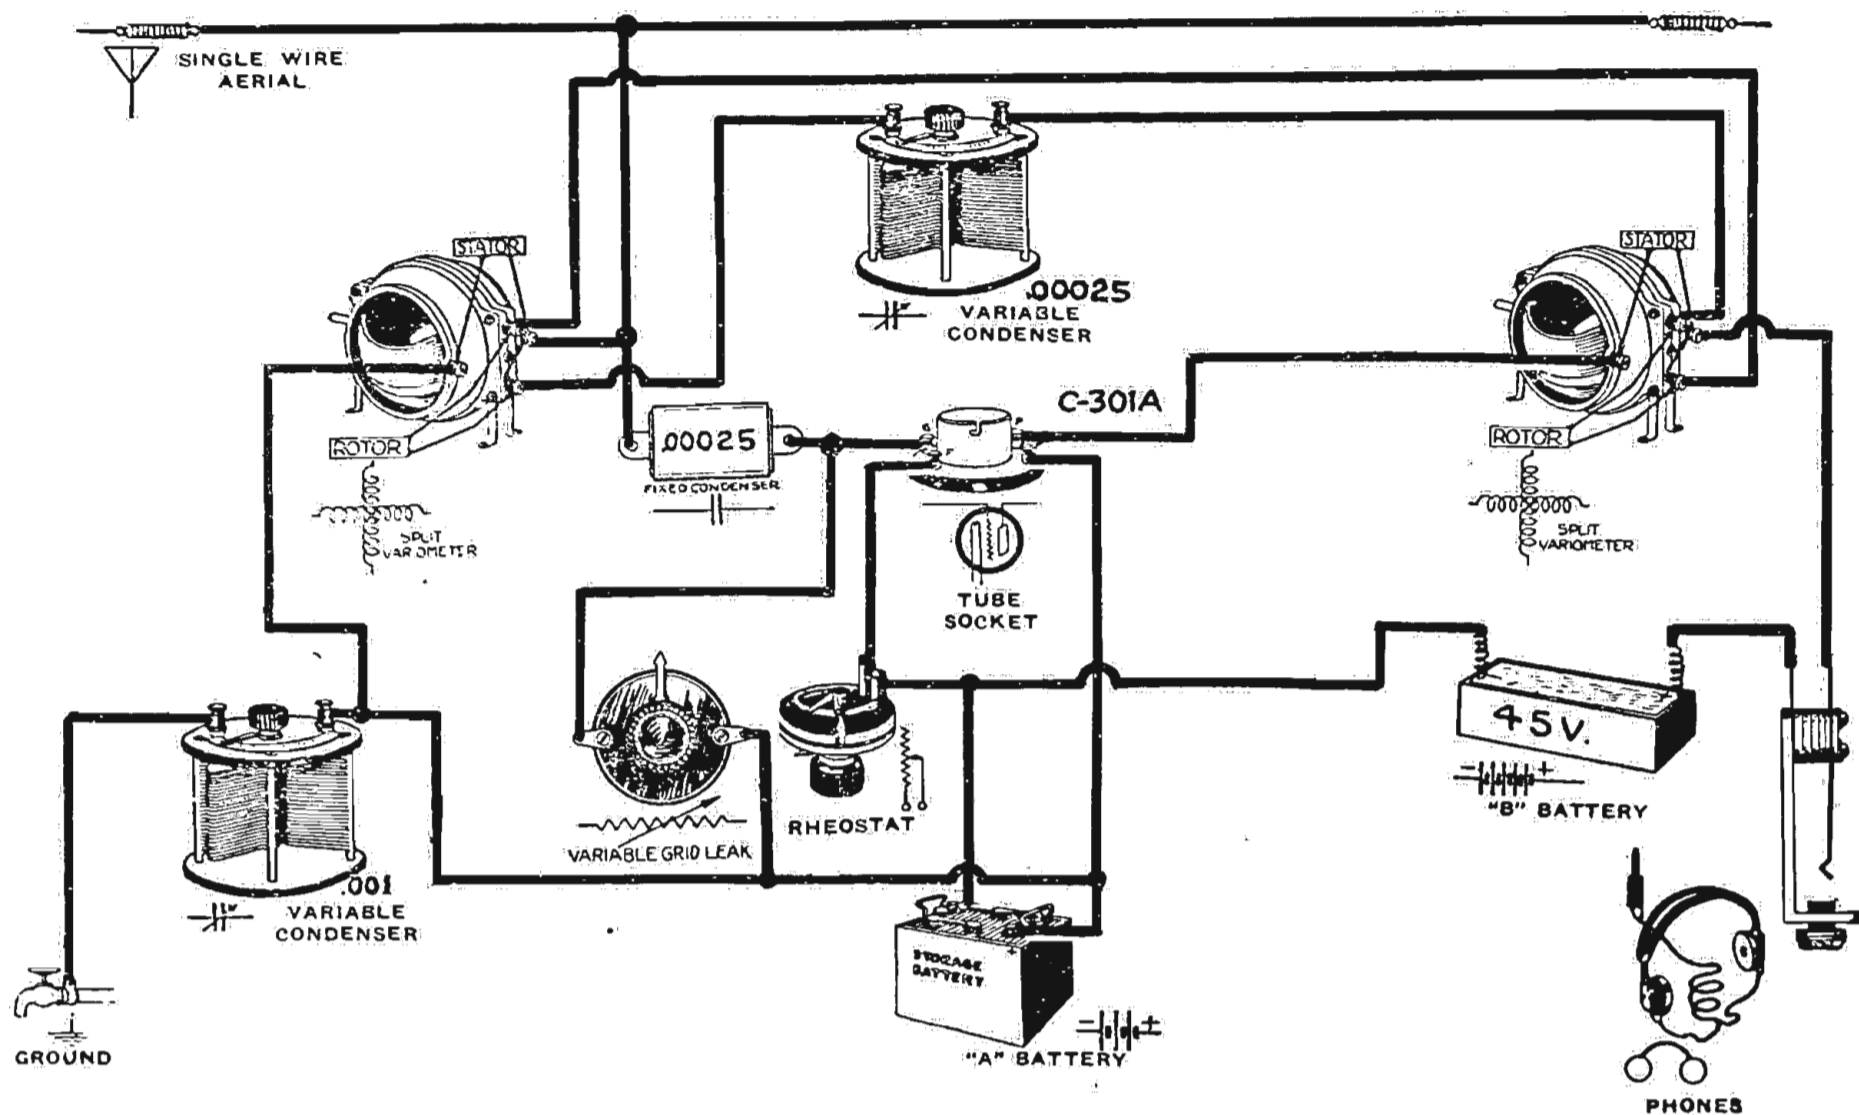 SINGLE WIRE
AERIAL
STATOR
STATOR
.00025
VARIABLE
CONDENSER
C-301A
ROTOR
.00025
FIXED CONDENSER
ROTOR
SPLIT
VARIOMETER
SPLIT
VARIOMETER
TUBE
SOCKET
45V.
- +
"B" BATTERY
RHEOSTAT
VARIABLE GRID LEAK
.001
VARIABLE
CONDENSER
+
STORAGE
BATTERY
- +
"A" BATTERY
GROUND
PHONES